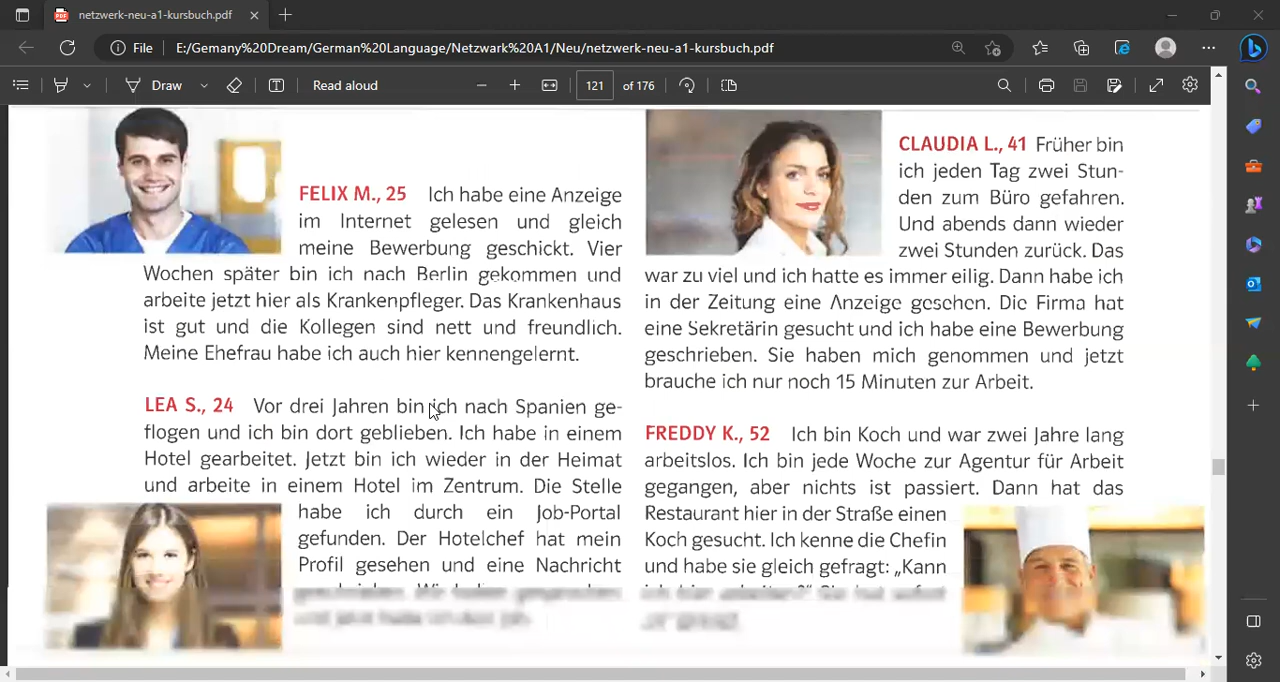 netzwerk-neu-a1-kursbuch.pdf
File
E:/Gemany%20Dream/German%20Language/Netzwark%20A1/Neu/netzwerk-neu-a1-kursbuch.pdf
Draw
Read aloud
121
of 176
FELIX M., 25 Ich habe eine Anzeige
im Internet gelesen und gleich
meine Bewerbung geschickt. Vier
Wochen später bin ich nach Berlin gekommen und
arbeite jetzt hier als Krankenpfleger. Das Krankenhaus
ist gut und die Kollegen sind nett und freundlich.
Meine Ehefrau habe ich auch hier kennengelernt.
LEA S., 24 Vor drei Jahren bin ich nach Spanien ge-
flogen und ich bin dort geblieben. Ich habe in einem
Hotel gearbeitet. Jetzt bin ich wieder in der Heimat
und arbeite in einem Hotel im Zentrum. Die Stelle
habe ich durch ein Job-Portal
gefunden. Der Hotelchef hat mein
Profil gesehen und eine Nachricht
CLAUDIA L., 41 Früher bin
ich jeden Tag zwei Stun-
den zum Büro gefahren.
Und abends dann wieder
zwei Stunden zurück. Das
war zu viel und ich hatte es immer eilig. Dann habe ich
in der Zeitung eine Anzeige gesehen. Die Firma hat
eine Sekretärin gesucht und ich habe eine Bewerbung
geschrieben. Sie haben mich genommen und jetzt
brauche ich nur noch 15 Minuten zur Arbeit.
FREDDY K., 52 Ich bin Koch und war zwei Jahre lang
arbeitslos. Ich bin jede Woche zur Agentur für Arbeit
gegangen, aber nichts ist passiert. Dann hat das
Restaurant hier in der Straße einen
Koch gesucht. Ich kenne die Chefin
und habe sie gleich gefragt: „Kann